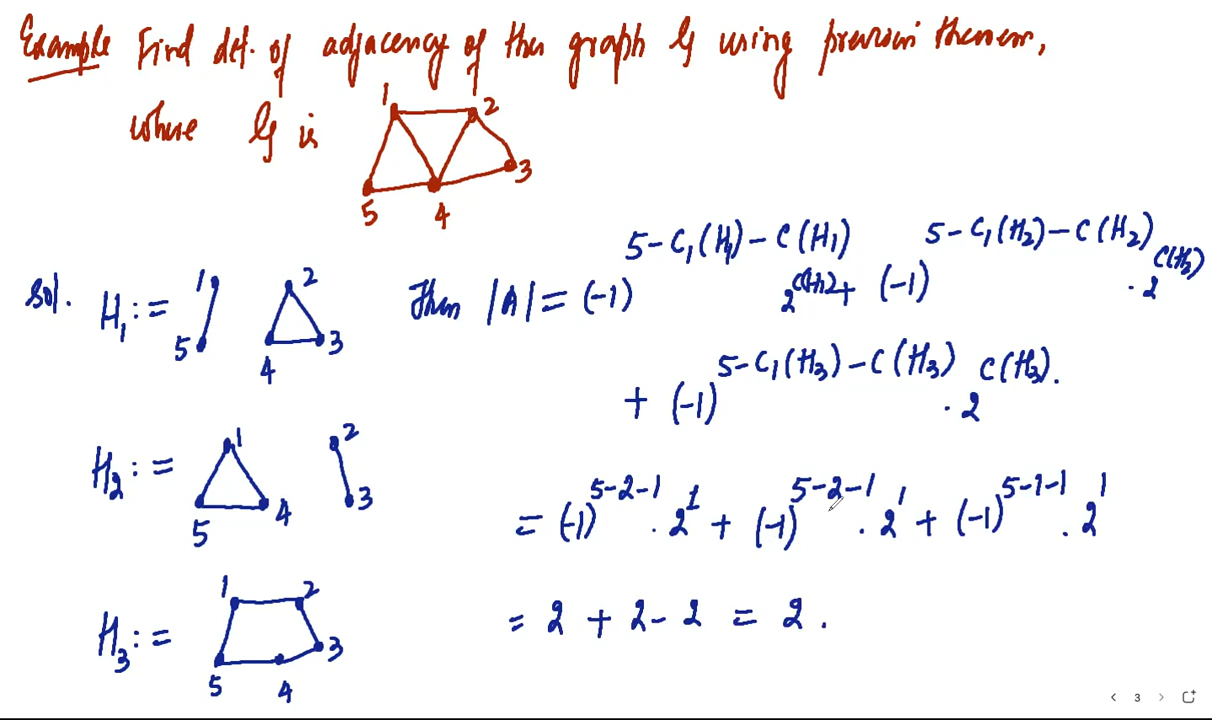 Example Find det. of adjacency of the graph G using previous theorem,
where G is
1 2
3
5 4
Sol. H₁ := 1 5 2 4 3
Then |A| = (-1)^{5-C₁(H₁)-C(H₁)} 2^{C(H₁)} + (-1)^{5-C₁(H₂)-C(H₂)} · 2^{C(H₂)}
+ (-1)^{5-C₁(H₃)-C(H₃)} · 2^{C(H₃)}.
H₂ := 1 5 4 2 3
= (-1)^{5-2-1} · 2^1 + (-1)^{5-2-1} · 2^1 + (-1)^{5-1-1} · 2^1
H₃ := 1 2 3 4 5
= 2 + 2 - 2 = 2.
< 3 >